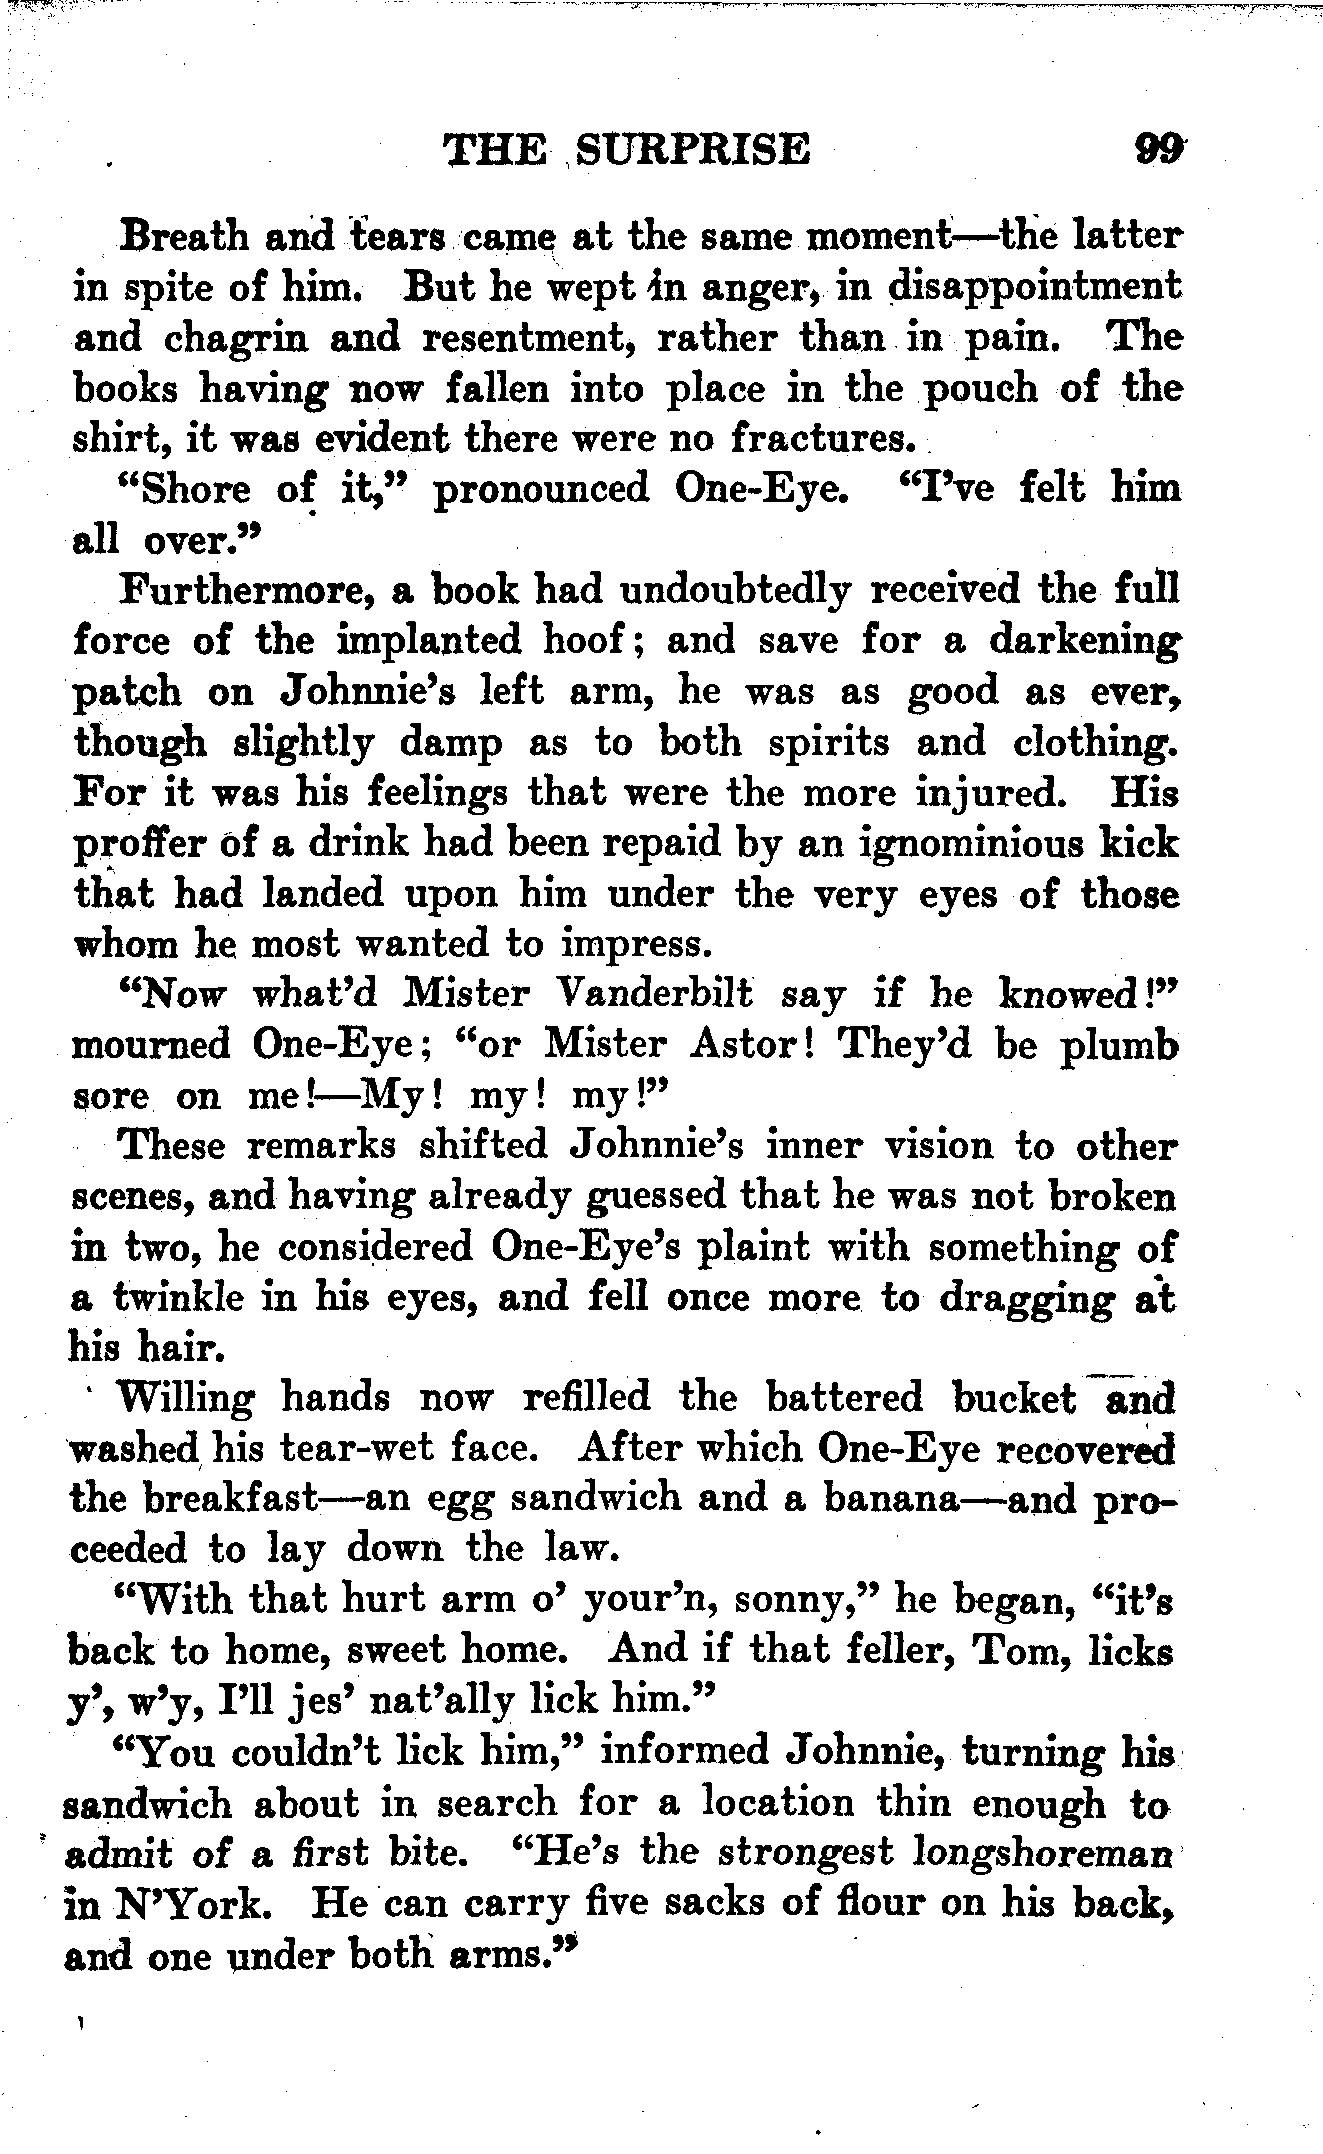 THE SURPRISE 99
Breath and tears came at the same moment—the latter
in spite of him. But he wept in anger, in disappointment
and chagrin and resentment, rather than in pain. The
books having now fallen into place in the pouch of the
shirt, it was evident there were no fractures.
“Shore of it,” pronounced One-Eye. “I’ve felt him
all over.”
Furthermore, a book had undoubtedly received the full
force of the implanted hoof; and save for a darkening
patch on Johnnie’s left arm, he was as good as ever,
though slightly damp as to both spirits and clothing.
For it was his feelings that were the more injured. His
proffer of a drink had been repaid by an ignominious kick
that had landed upon him under the very eyes of those
whom he most wanted to impress.
“Now what’d Mister Vanderbilt say if he knowed!”
mourned One-Eye; “or Mister Astor! They’d be plumb
sore on me!—My! my! my!”
These remarks shifted Johnnie’s inner vision to other
scenes, and having already guessed that he was not broken
in two, he considered One-Eye’s plaint with something of
a twinkle in his eyes, and fell once more to dragging at
his hair.
Willing hands now refilled the battered bucket and
washed his tear-wet face. After which One-Eye recovered
the breakfast—an egg sandwich and a banana—and pro-
ceeded to lay down the law.
“With that hurt arm o’ your’n, sonny,” he began, “it’s
back to home, sweet home. And if that feller, Tom, licks
y’, w’y, I’ll jes’ nat’ally lick him.”
“You couldn’t lick him,” informed Johnnie, turning his
sandwich about in search for a location thin enough to
admit of a first bite. “He’s the strongest longshoreman
in N’York. He can carry five sacks of flour on his back,
and one under both arms.”